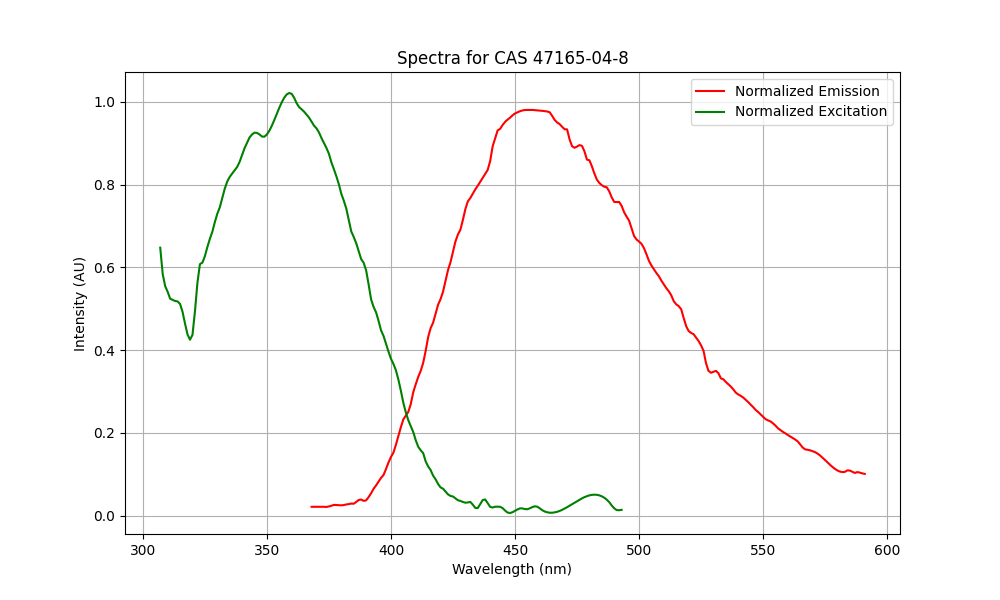 Spectra for CAS 47165-04-8
Normalized Emission
Normalized Excitation
1.0
0.8
0.6
0.4
0.2
0.0
Intensity (AU)
300 350 400 450 500 550 600
Wavelength (nm)